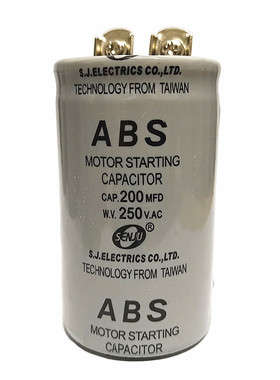 S.J.ELECTRICS CO.,LTD.
TECHNOLOGY FROM TAIWAN
ABS
MOTOR STARTING
CAPACITOR
CAP. 200 MFD
W.V. 250 V.AC
SENJU ®
S.J.ELECTRICS CO.,LTD.
TECHNOLOGY FROM TAIWAN
ABS
MOTOR STARTING
CAPACITOR